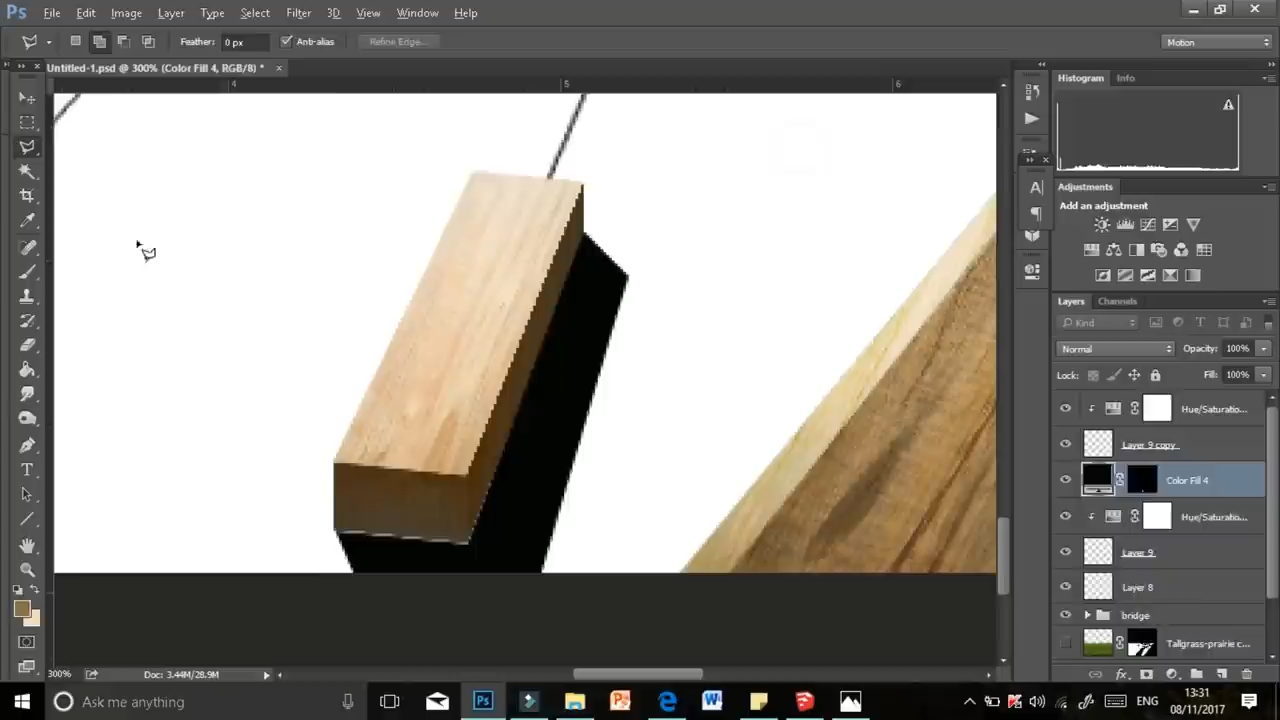 Ps File Edit Image Layer Type Select Filter 3D View Window Help
Feather: 0 px Anti-alias Refine Edge... Motion
Untitled-1.psd @ 300% (Color Fill 4, RGB/8) *
4 5 6
Histogram Info
Adjustments
Add an adjustment
Layers Channels
Kind
Normal Opacity: 100%
Lock: Fill: 100%
Hue/Saturatio...
Layer 9 copy
Color Fill 4
Hue/Saturatio...
Layer 9
Layer 8
bridge
Tallgrass-prairie c...
300% Doc: 3.44M/28.9M
Ask me anything
ENG
13:31
08/11/2017